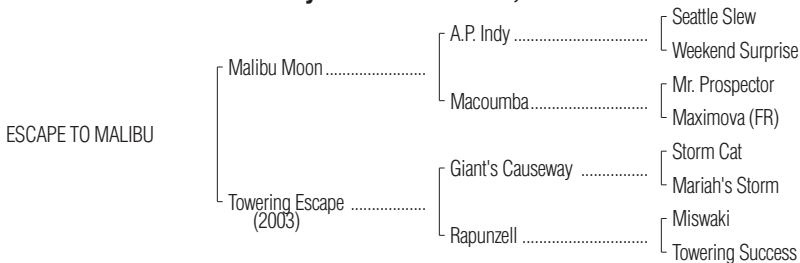 Seattle Slew
A.P. Indy ..............................
Weekend Surprise
Malibu Moon .......................
Mr. Prospector
Macoumba ...........................
Maximova (FR)
ESCAPE TO MALIBU
Storm Cat
Giant's Causeway ................
Mariah's Storm
Towering Escape .................
(2003)
Miswaki
Rapunzell ............................
Towering Success